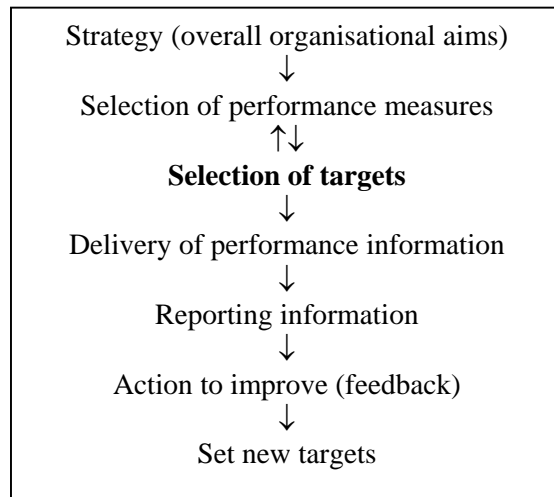 Strategy (overall organisational aims)
↓
Selection of performance measures
↑↓
Selection of targets
↓
Delivery of performance information
↓
Reporting information
↓
Action to improve (feedback)
↓
Set new targets